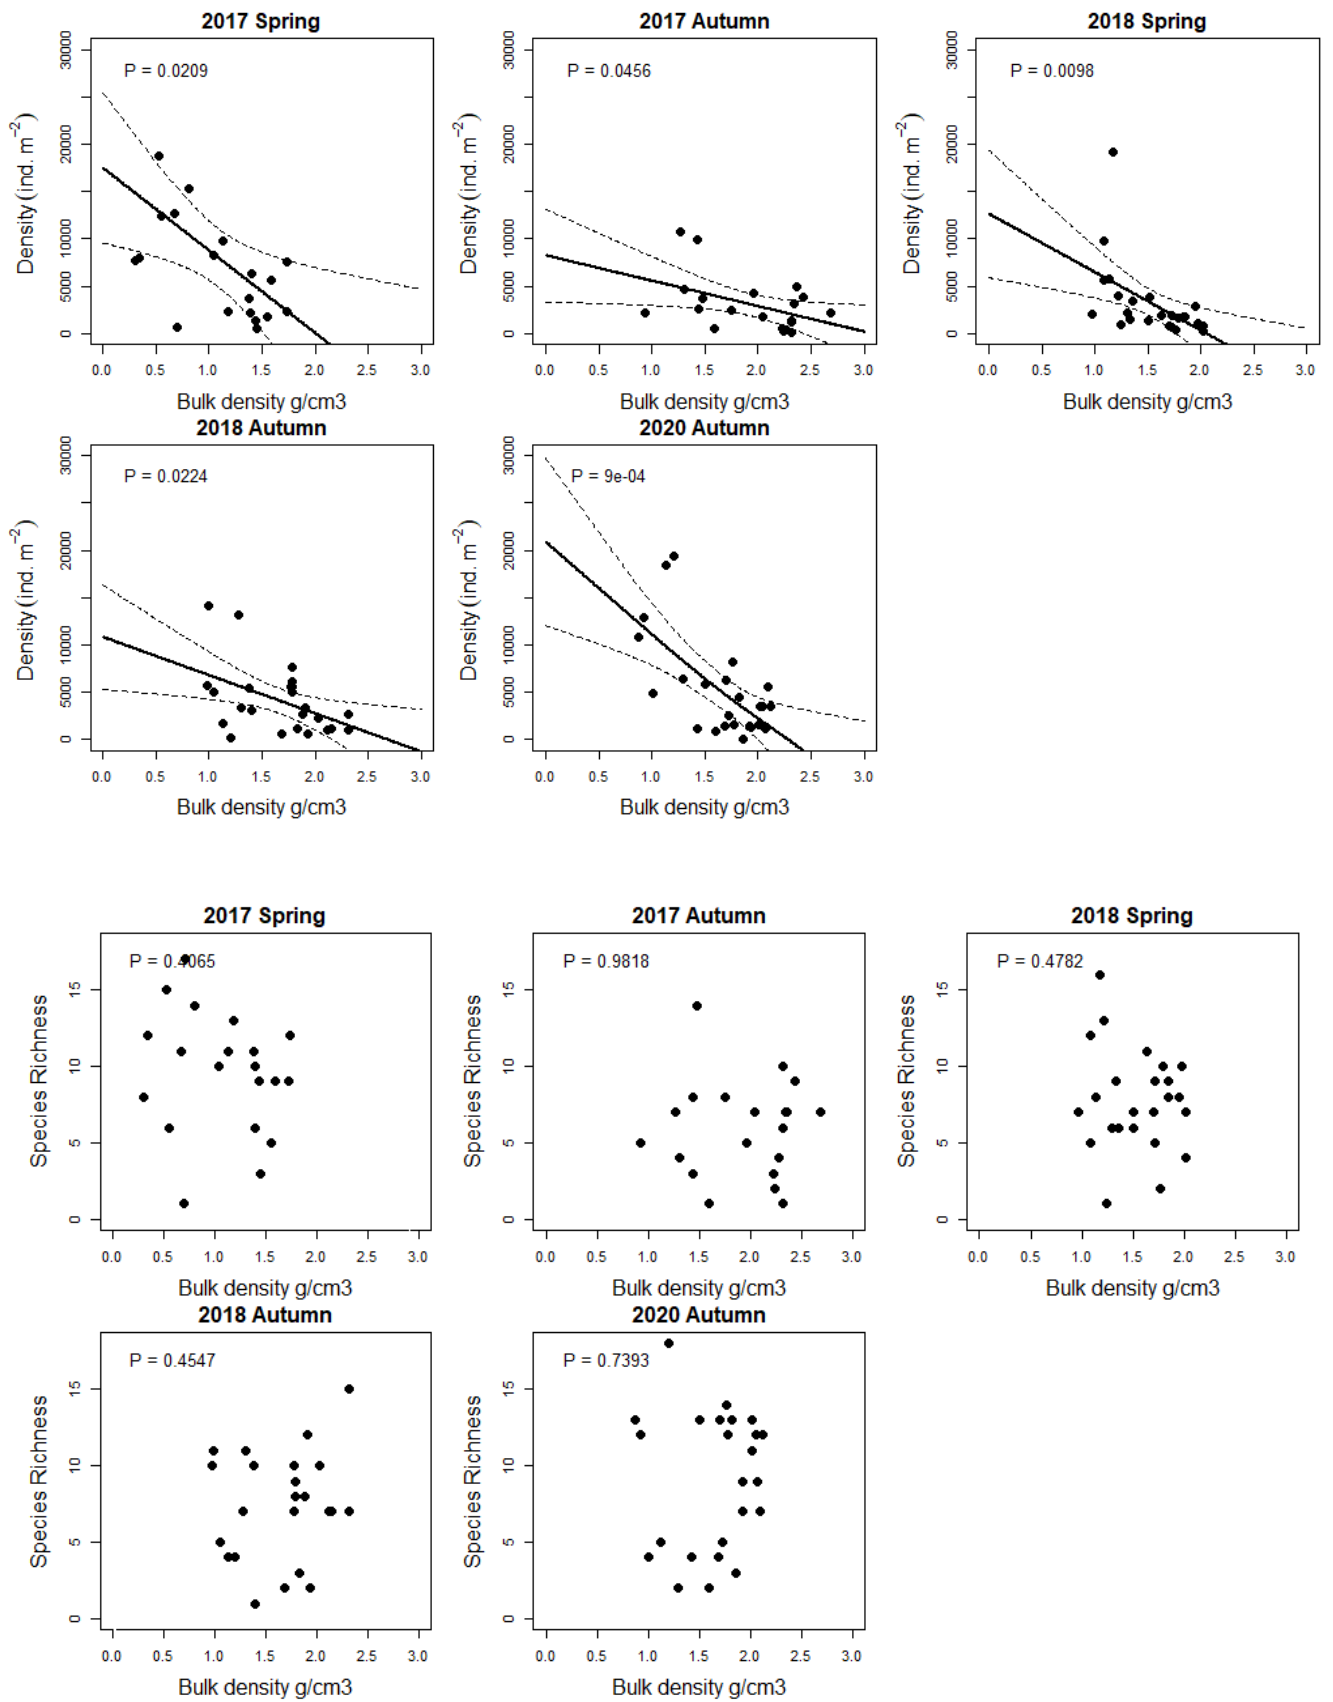 2017 Spring
P = 0.0209
Density (ind. m−2)
30000
20000
10000
5000
0
0.0 0.5 1.0 1.5 2.0 2.5 3.0
Bulk density g/cm3
2017 Autumn
P = 0.0456
Density (ind. m−2)
30000
20000
10000
5000
0
0.0 0.5 1.0 1.5 2.0 2.5 3.0
Bulk density g/cm3
2018 Spring
P = 0.0098
Density (ind. m−2)
30000
20000
10000
5000
0
0.0 0.5 1.0 1.5 2.0 2.5 3.0
Bulk density g/cm3
2018 Autumn
P = 0.0224
Density (ind. m−2)
30000
20000
10000
5000
0
0.0 0.5 1.0 1.5 2.0 2.5 3.0
Bulk density g/cm3
2020 Autumn
P = 9e-04
Density (ind. m−2)
30000
20000
10000
5000
0
0.0 0.5 1.0 1.5 2.0 2.5 3.0
Bulk density g/cm3
2017 Spring
P = 0.4065
Species Richness
15
10
5
0
0.0 0.5 1.0 1.5 2.0 2.5 3.0
Bulk density g/cm3
2017 Autumn
P = 0.9818
Species Richness
15
10
5
0
0.0 0.5 1.0 1.5 2.0 2.5 3.0
Bulk density g/cm3
2018 Spring
P = 0.4782
Species Richness
15
10
5
0
0.0 0.5 1.0 1.5 2.0 2.5 3.0
Bulk density g/cm3
2018 Autumn
P = 0.4547
Species Richness
15
10
5
0
0.0 0.5 1.0 1.5 2.0 2.5 3.0
Bulk density g/cm3
2020 Autumn
P = 0.7393
Species Richness
15
10
5
0
0.0 0.5 1.0 1.5 2.0 2.5 3.0
Bulk density g/cm3